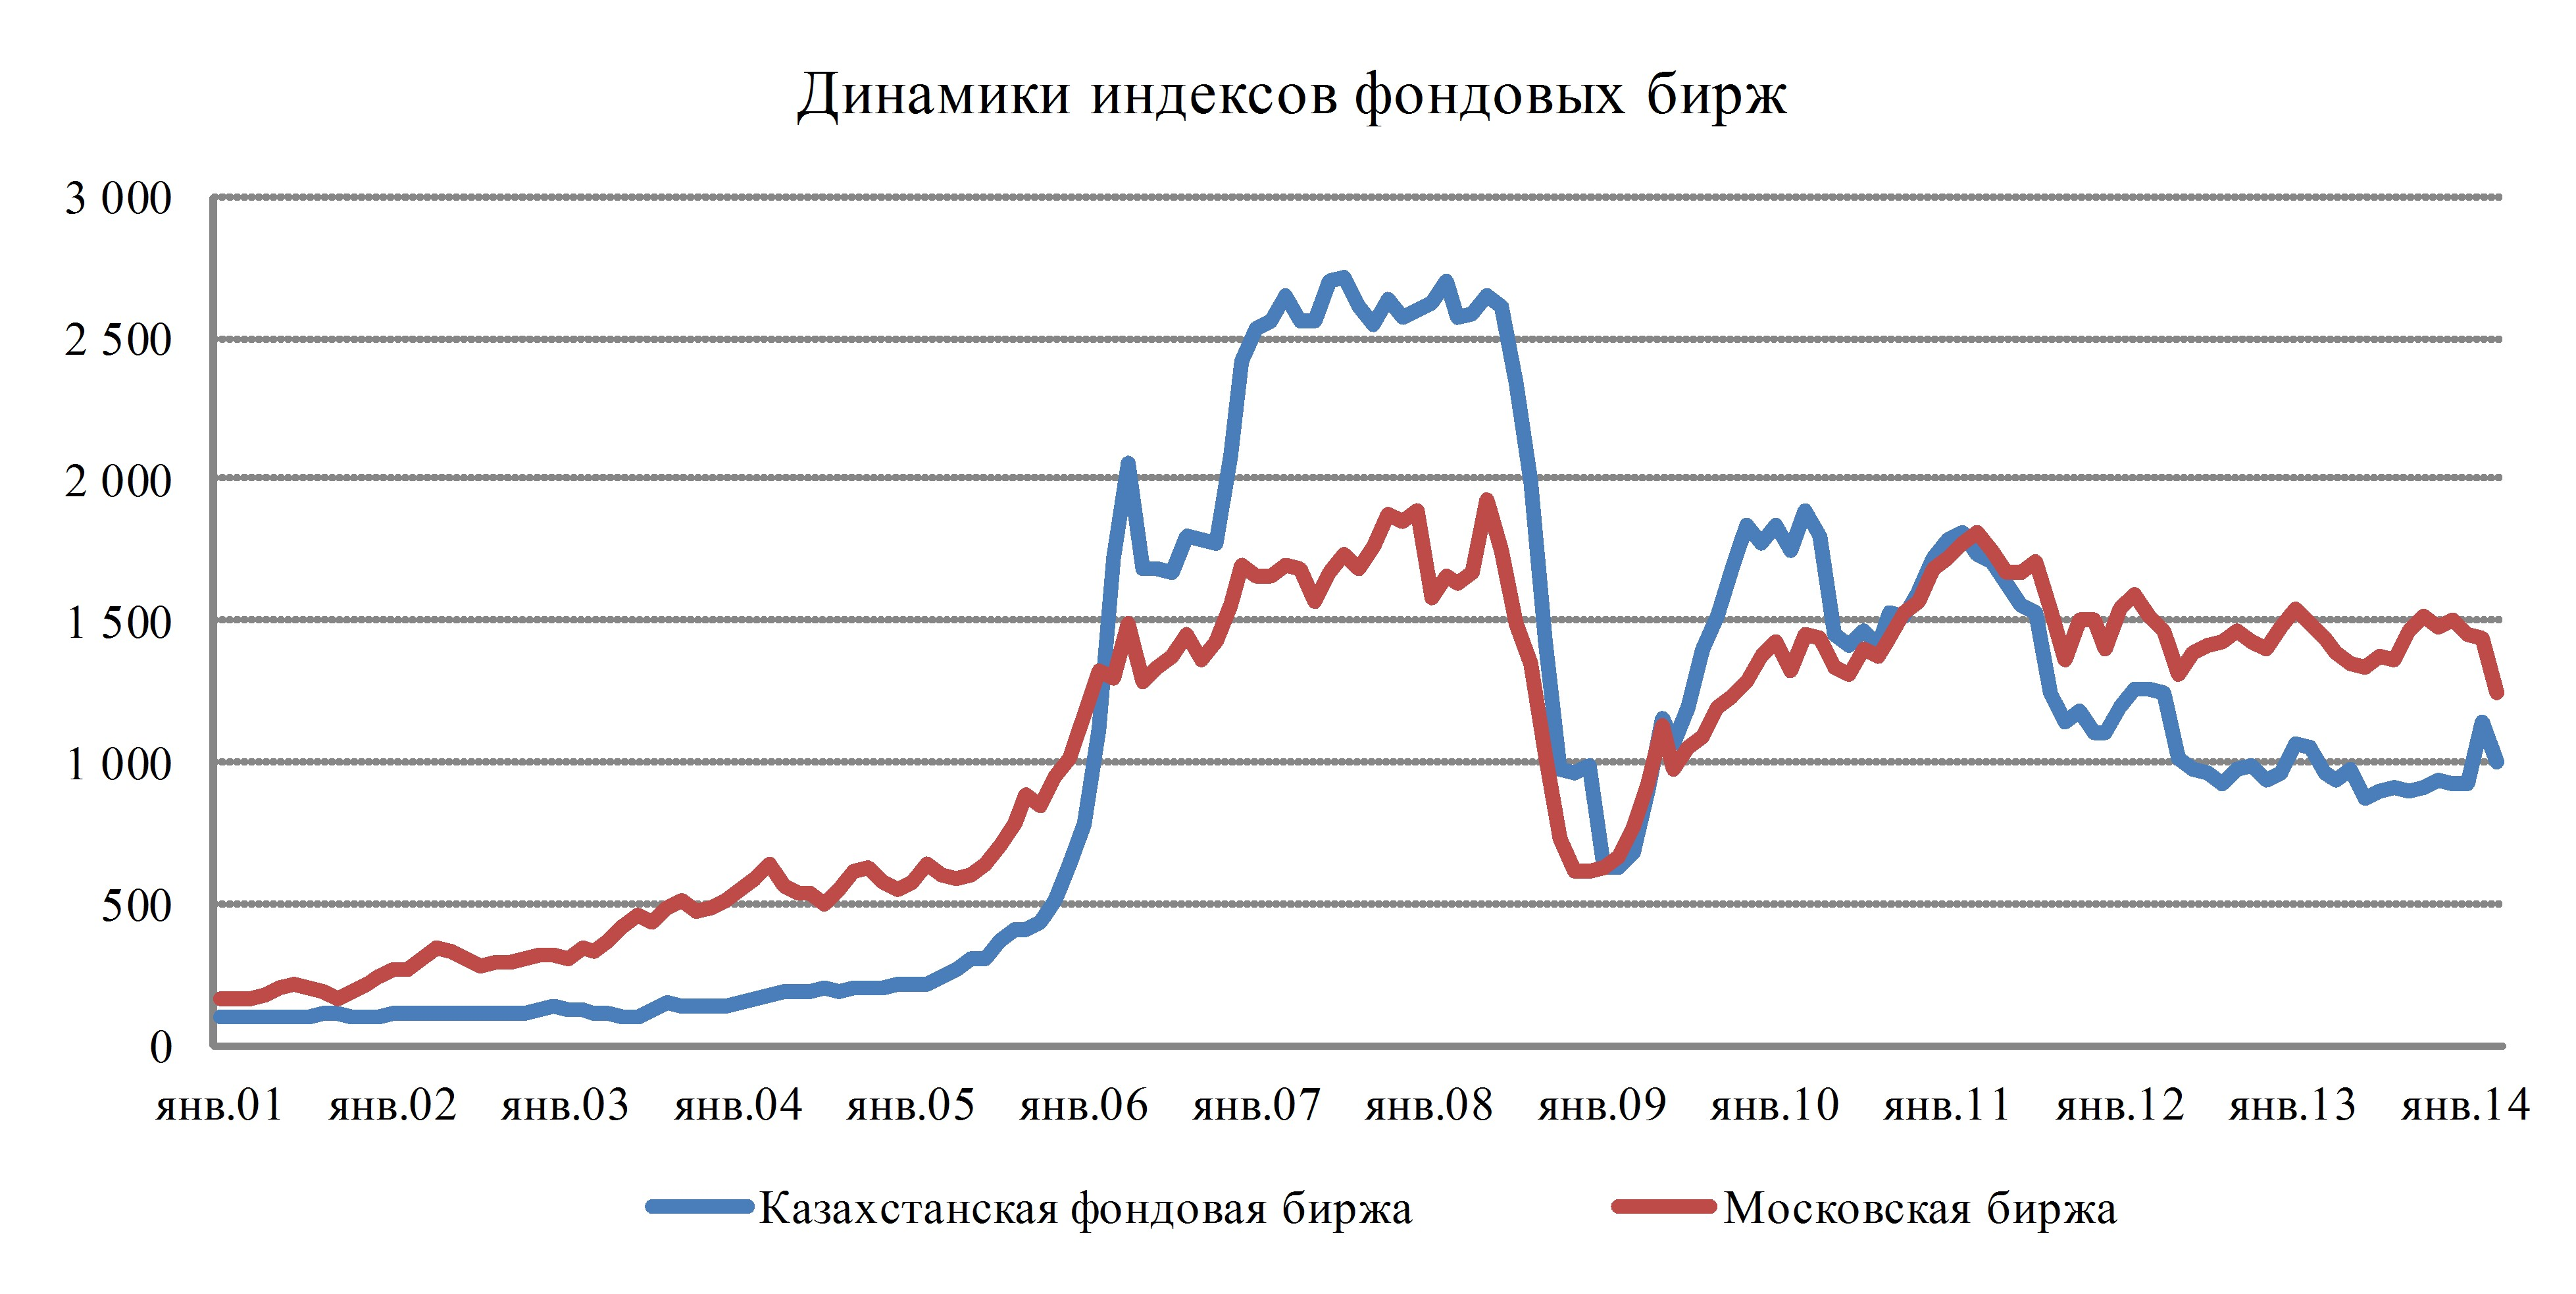 Динамики индексов фондовых бирж
3 000
2 500
2 000
1 500
1 000
500
0
янв.01 янв.02 янв.03 янв.04 янв.05 янв.06 янв.07 янв.08 янв.09 янв.10 янв.11 янв.12 янв.13 янв.14
Казахстанская фондовая биржа Московская биржа